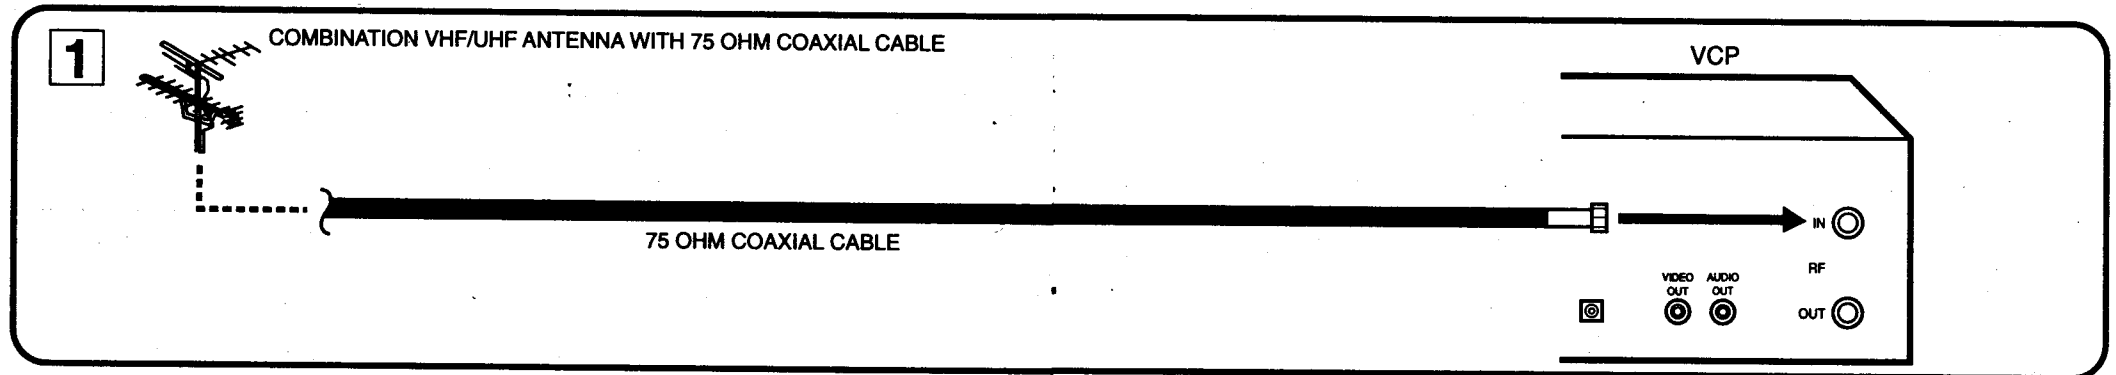 1
COMBINATION VHF/UHF ANTENNA WITH 75 OHM COAXIAL CABLE
VCP
75 OHM COAXIAL CABLE
IN
RF
VIDEO OUT
AUDIO OUT
OUT